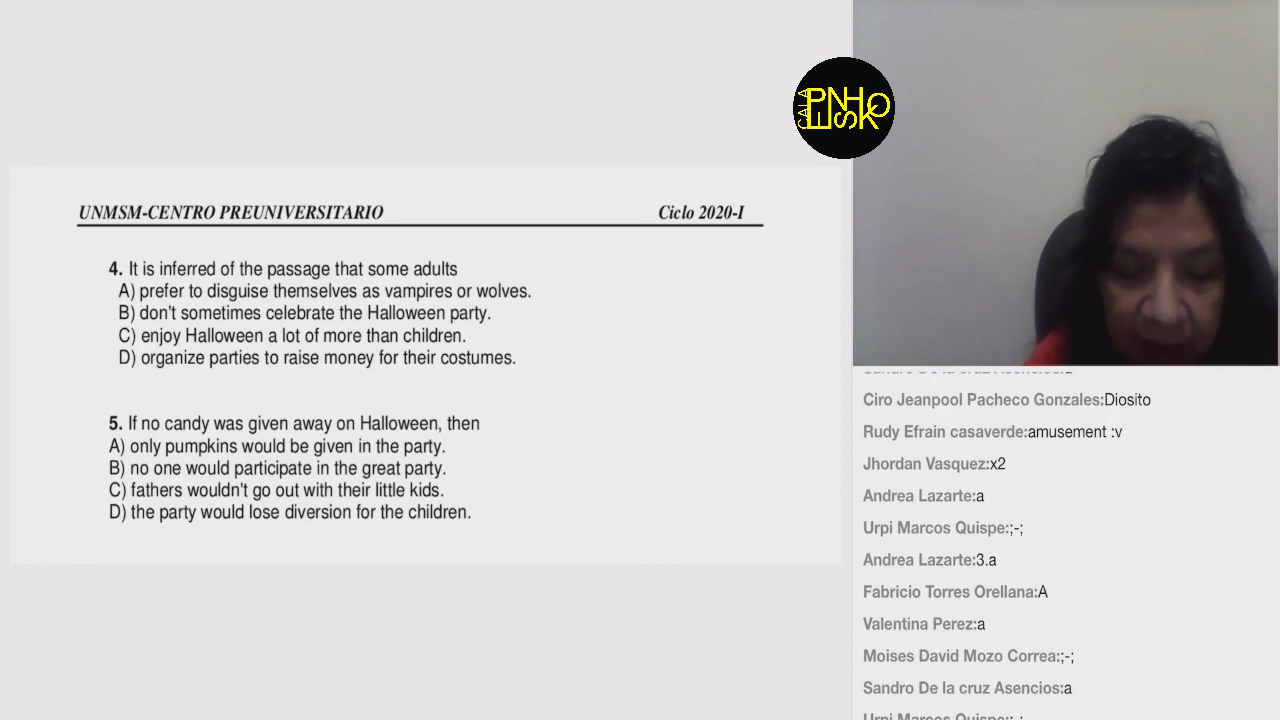 CALA
PENHSKO
UNMSM-CENTRO PREUNIVERSITARIO Ciclo 2020-I
4. It is inferred of the passage that some adults
A) prefer to disguise themselves as vampires or wolves.
B) don't sometimes celebrate the Halloween party.
C) enjoy Halloween a lot of more than children.
D) organize parties to raise money for their costumes.
5. If no candy was given away on Halloween, then
A) only pumpkins would be given in the party.
B) no one would participate in the great party.
C) fathers wouldn't go out with their little kids.
D) the party would lose diversion for the children.
Ciro Jeanpool Pacheco Gonzales:Diosito
Rudy Efrain casaverde:amusement :v
Jhordan Vasquez:x2
Andrea Lazarte:a
Urpi Marcos Quispe:;-;
Andrea Lazarte:3.a
Fabricio Torres Orellana:A
Valentina Perez:a
Moises David Mozo Correa:;-;
Sandro De la cruz Asencios:a
Urpi Marcos Quispe:;-;